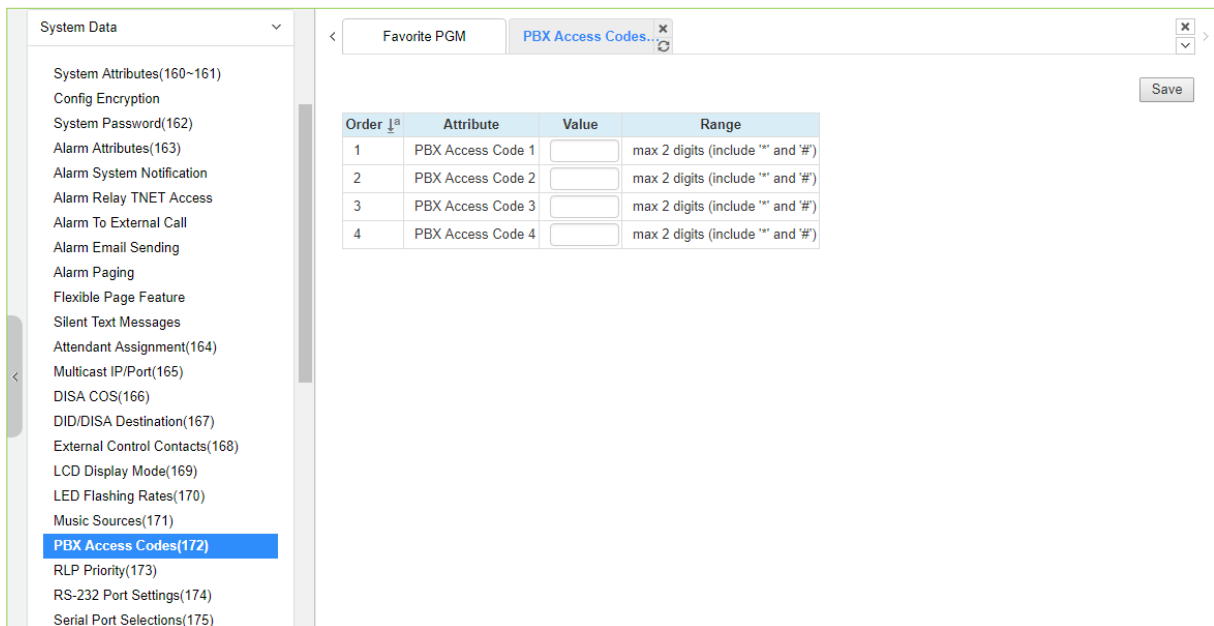 System Data
System Attributes(160~161)
Config Encryption
System Password(162)
Alarm Attributes(163)
Alarm System Notification
Alarm Relay TNET Access
Alarm To External Call
Alarm Email Sending
Alarm Paging
Flexible Page Feature
Silent Text Messages
Attendant Assignment(164)
Multicast IP/Port(165)
DISA COS(166)
DID/DISA Destination(167)
External Control Contacts(168)
LCD Display Mode(169)
LED Flashing Rates(170)
Music Sources(171)
PBX Access Codes(172)
RLP Priority(173)
RS-232 Port Settings(174)
Serial Port Selections(175)
Favorite PGM PBX Access Codes...
Save
Order Attribute Value Range
1 PBX Access Code 1 max 2 digits (include '*' and '#')
2 PBX Access Code 2 max 2 digits (include '*' and '#')
3 PBX Access Code 3 max 2 digits (include '*' and '#')
4 PBX Access Code 4 max 2 digits (include '*' and '#')